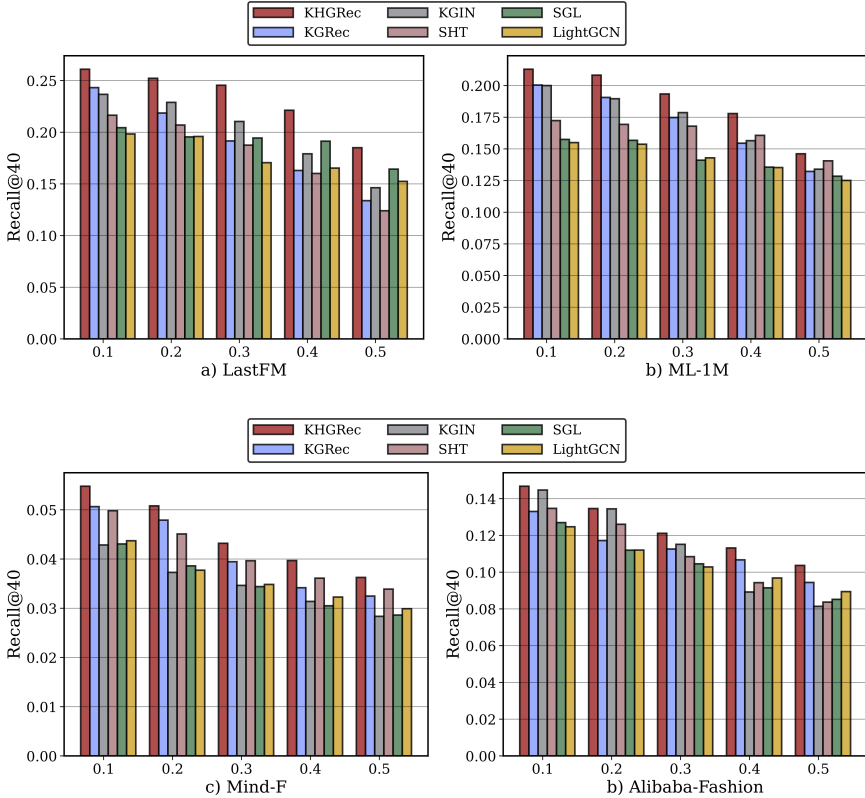 KHGRec KGIN SGL
KGRec SHT LightGCN
Recall@40
0.25
0.20
0.15
0.10
0.05
0.00
0.1 0.2 0.3 0.4 0.5
a) LastFM
Recall@40
0.200
0.175
0.150
0.125
0.100
0.075
0.050
0.025
0.000
0.1 0.2 0.3 0.4 0.5
b) ML-1M
KHGRec KGIN SGL
KGRec SHT LightGCN
Recall@40
0.05
0.04
0.03
0.02
0.01
0.00
0.1 0.2 0.3 0.4 0.5
c) Mind-F
Recall@40
0.14
0.12
0.10
0.08
0.06
0.04
0.02
0.00
0.1 0.2 0.3 0.4 0.5
b) Alibaba-Fashion